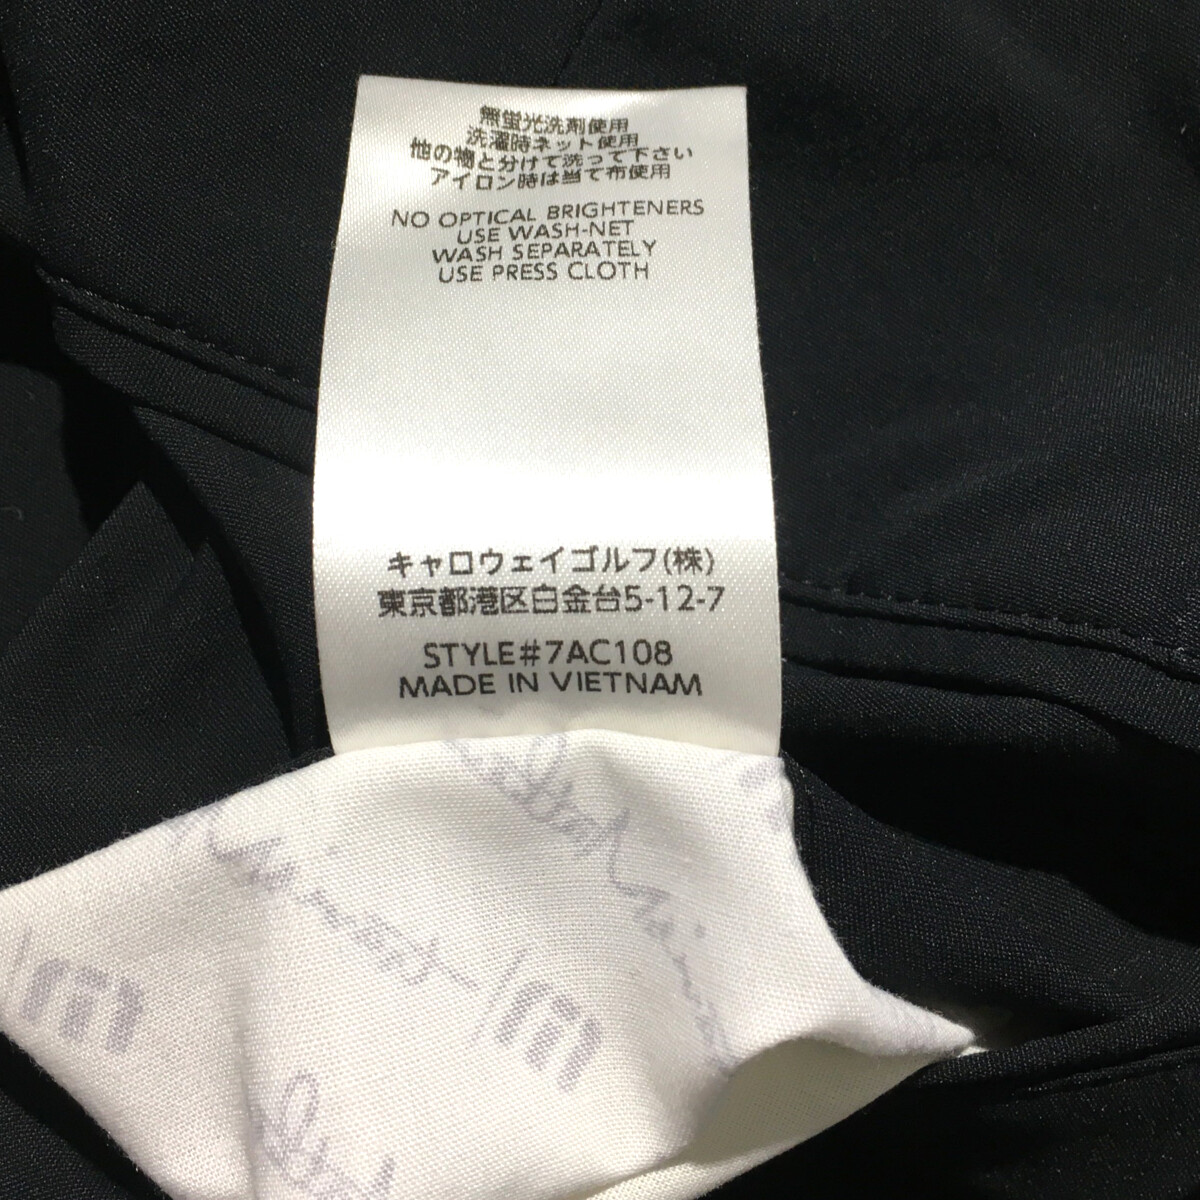 無蛍光洗剤使用
洗濯時ネット使用
他の物と分けて洗って下さい
アイロン時は当て布使用
NO OPTICAL BRIGHTENERS
USE WASH-NET
WASH SEPARATELY
USE PRESS CLOTH
キャロウェイゴルフ(株)
東京都港区白金台5-12-7
STYLE#7AC108
MADE IN VIETNAM